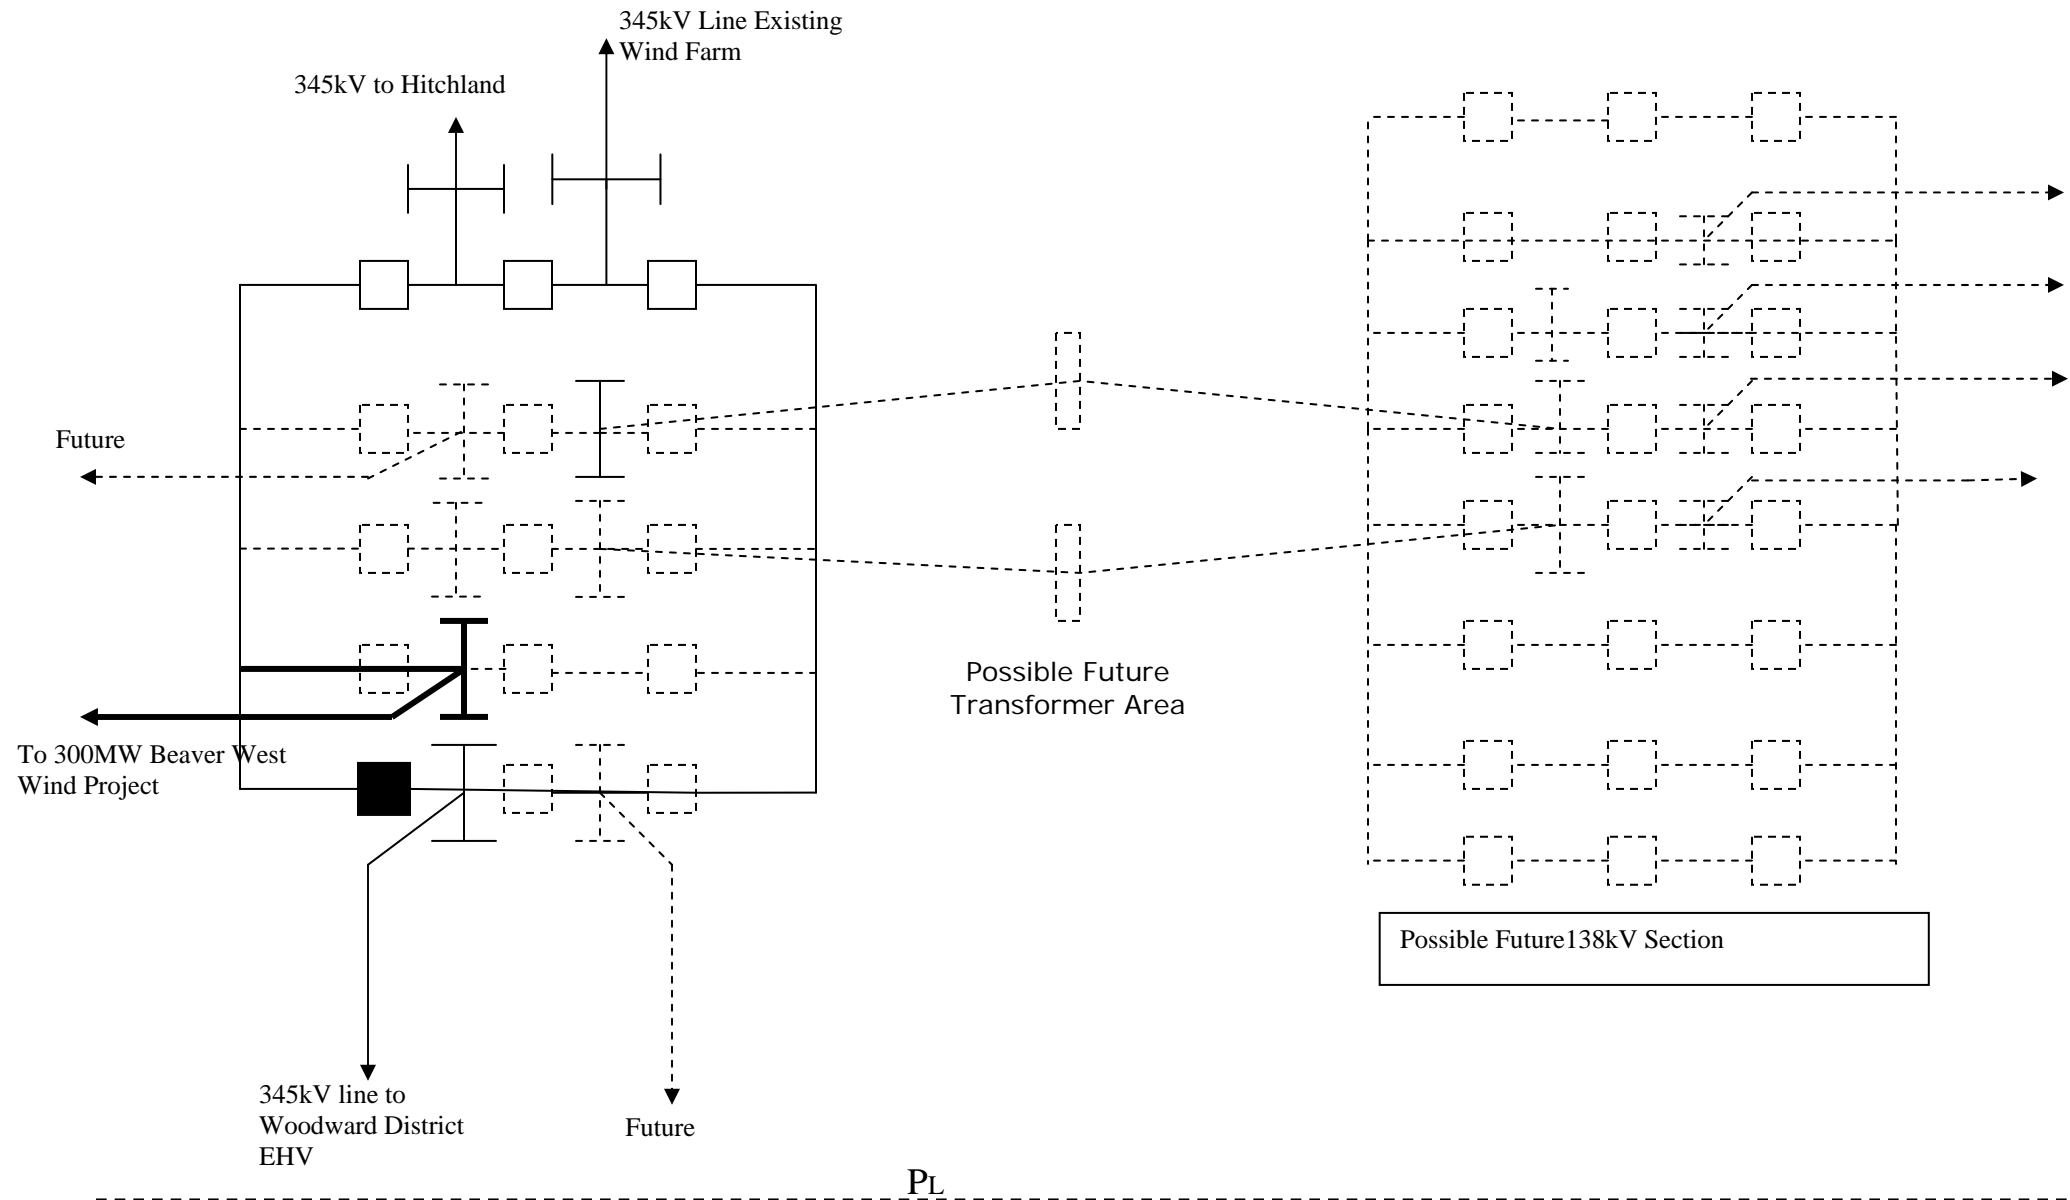 345kV Line Existing
Wind Farm
345kV to Hitchland
Future
Possible Future
Transformer Area
To 300MW Beaver West
Wind Project
Possible Future138kV Section
345kV line to
Woodward District
EHV
Future
PL